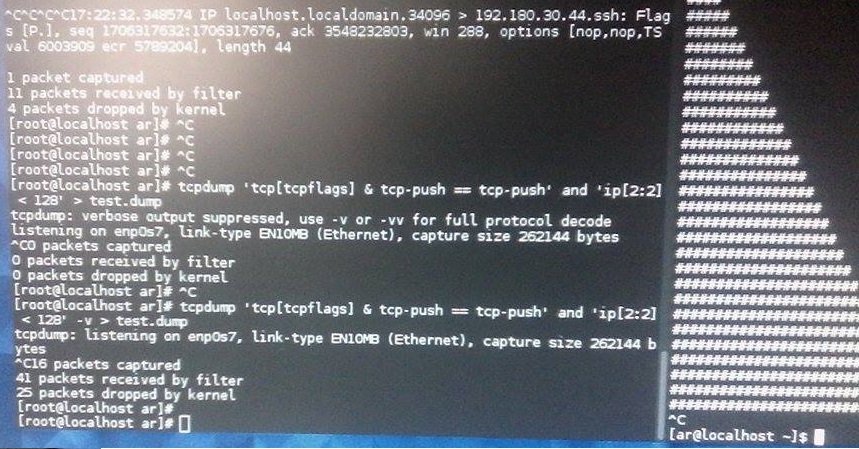 ^C^C^C^C17:22:32.348574 IP localhost.localdomain.34096 > 192.180.30.44.ssh: Flag
s [P.], seq 1706317632:1706317676, ack 3548232803, win 288, options [nop,nop,TS
val 6003909 ecr 5789204], length 44
1 packet captured
11 packets received by filter
4 packets dropped by kernel
[root@localhost ar]# ^C
[root@localhost ar]# ^C
[root@localhost ar]# ^C
[root@localhost ar]# ^C
[root@localhost ar]# tcpdump 'tcp[tcpflags] & tcp-push == tcp-push' and 'ip[2:2]
< 128' > test.dump
tcpdump: verbose output suppressed, use -v or -vv for full protocol decode
listening on enp0s7, link-type EN10MB (Ethernet), capture size 262144 bytes
^C0 packets captured
0 packets received by filter
0 packets dropped by kernel
[root@localhost ar]# ^C
[root@localhost ar]# tcpdump 'tcp[tcpflags] & tcp-push == tcp-push' and 'ip[2:2]
< 128' -v > test.dump
tcpdump: listening on enp0s7, link-type EN10MB (Ethernet), capture size 262144 b
ytes
^C16 packets captured
41 packets received by filter
25 packets dropped by kernel
[root@localhost ar]#
[root@localhost ar]#
^C
[ar@localhost ~]$